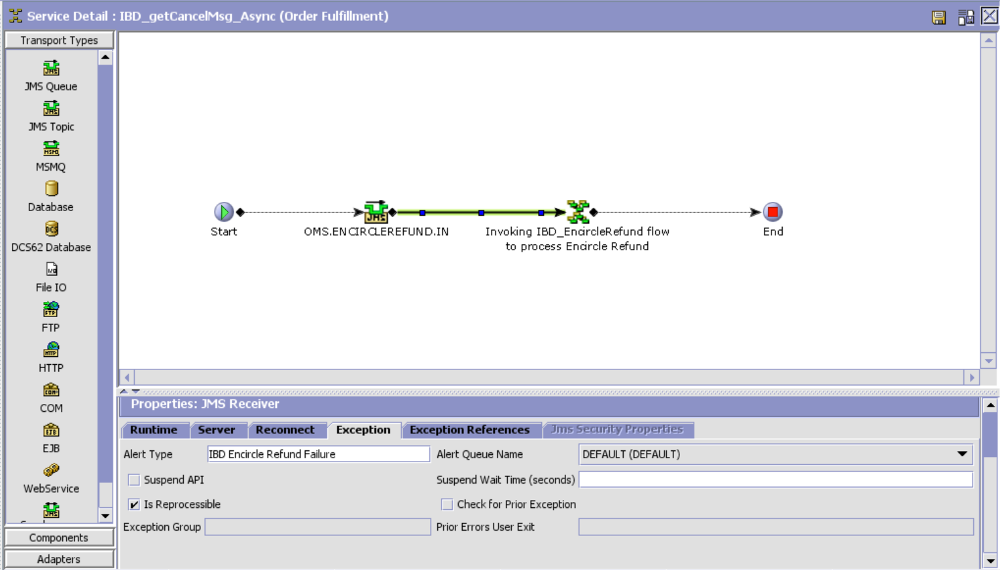 Service Detail : IBD_getCancelMsg_Async (Order Fulfillment)
Transport Types
JMS Queue
JMS Topic
MSMQ
Database
DCS62 Database
File IO
FTP
HTTP
COM
EJB
WebService
Components
Adapters
Start
OMS.ENCIRCLEREFUND.IN
Invoking IBD_EncircleRefund flow
to process Encircle Refund
End
Properties: JMS Receiver
Runtime Server Reconnect Exception Exception References Jms Security Properties
Alert Type IBD Encircle Refund Failure Alert Queue Name DEFAULT (DEFAULT)
Suspend API Suspend Wait Time (seconds)
Is Reprocessible Check for Prior Exception
Exception Group Prior Errors User Exit